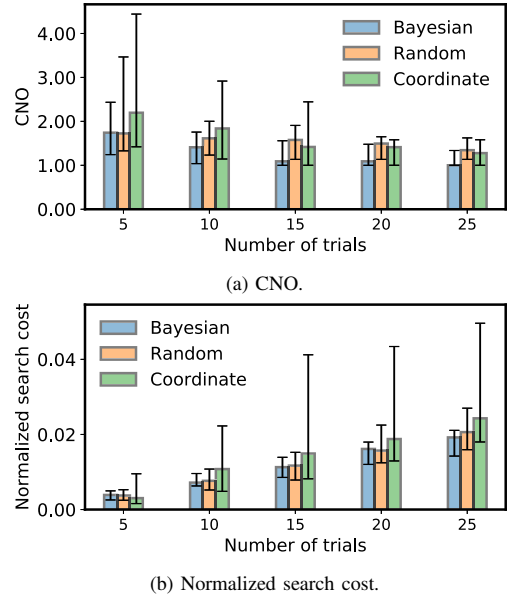 4.00
3.00
2.00
1.00
0.00
CNO
Bayesian
Random
Coordinate
5 10 15 20 25
Number of trials
(a) CNO.
0.04
0.02
0.00
Normalized search cost
Bayesian
Random
Coordinate
5 10 15 20 25
Number of trials
(b) Normalized search cost.